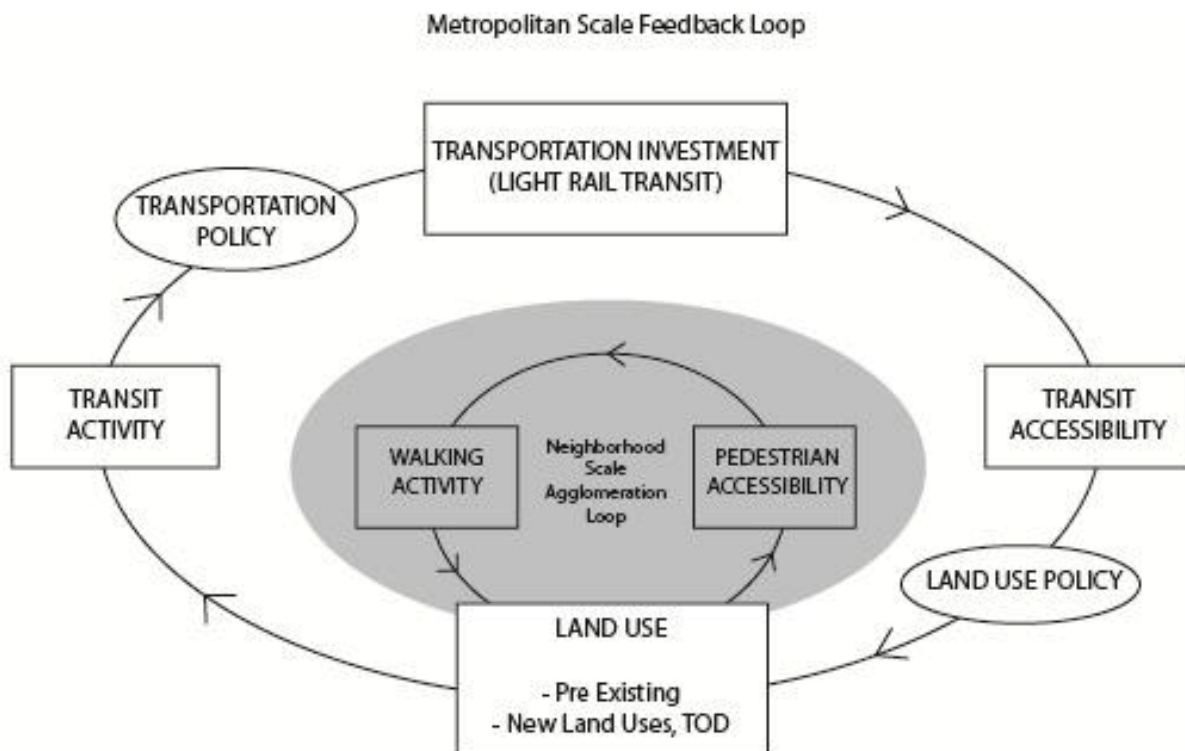 Metropolitan Scale Feedback Loop
TRANSPORTATION INVESTMENT
(LIGHT RAIL TRANSIT)
TRANSPORTATION
POLICY
TRANSIT
ACTIVITY
TRANSIT
ACCESSIBILITY
WALKING
ACTIVITY
Neighborhood
Scale
Agglomeration
Loop
PEDESTRIAN
ACCESSIBILITY
LAND USE POLICY
LAND USE
- Pre Existing
- New Land Uses, TOD